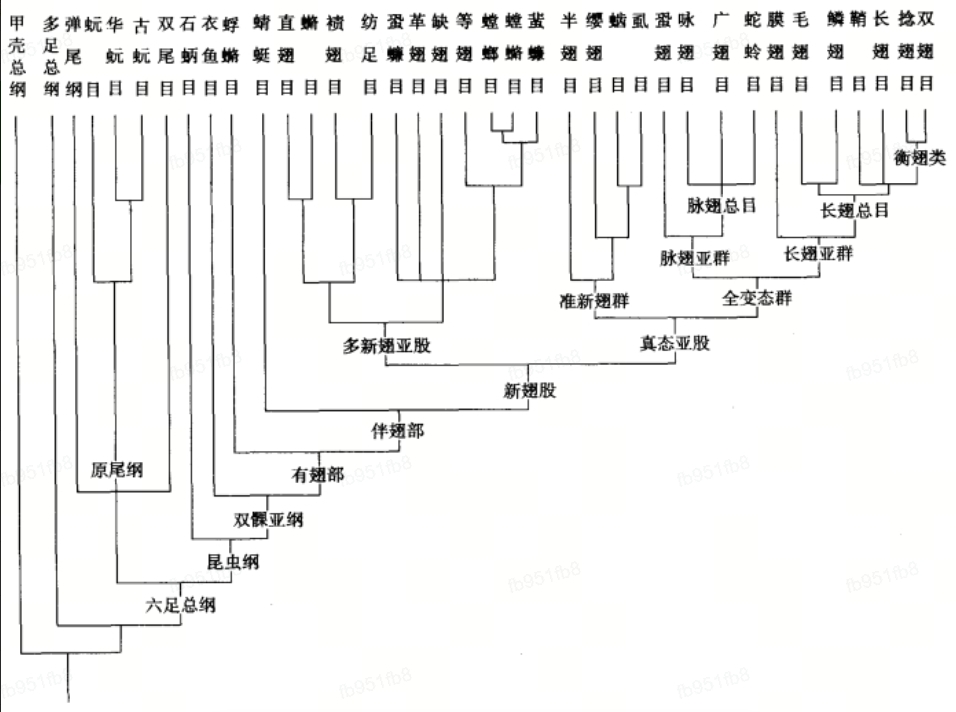 甲壳总纲
多足总纲
弹尾纲
蚖目
华蚖目
古蚖目
双尾目
石蛃目
衣鱼目
蜉蝣目
蜻蜓目
直翅目
䗛目
襀翅目
纺足目
蛩蠊目
革翅目
缺翅目
等翅目
螳螂目
螳䗛目
蜚蠊目
半翅目
缨翅目
目
虱目
蛩翅目
咏翅目
广翅目
蛇蛉目
膜翅目
毛翅目
鳞翅目
鞘目
长翅目
捻翅目
双翅目
衡翅类
脉翅总目
长翅总目
脉翅亚群
长翅亚群
准新翅群
全变态群
多新翅亚股
真态亚股
新翅股
伴翅部
原尾纲
有翅部
双髁亚纲
昆虫纲
六足总纲